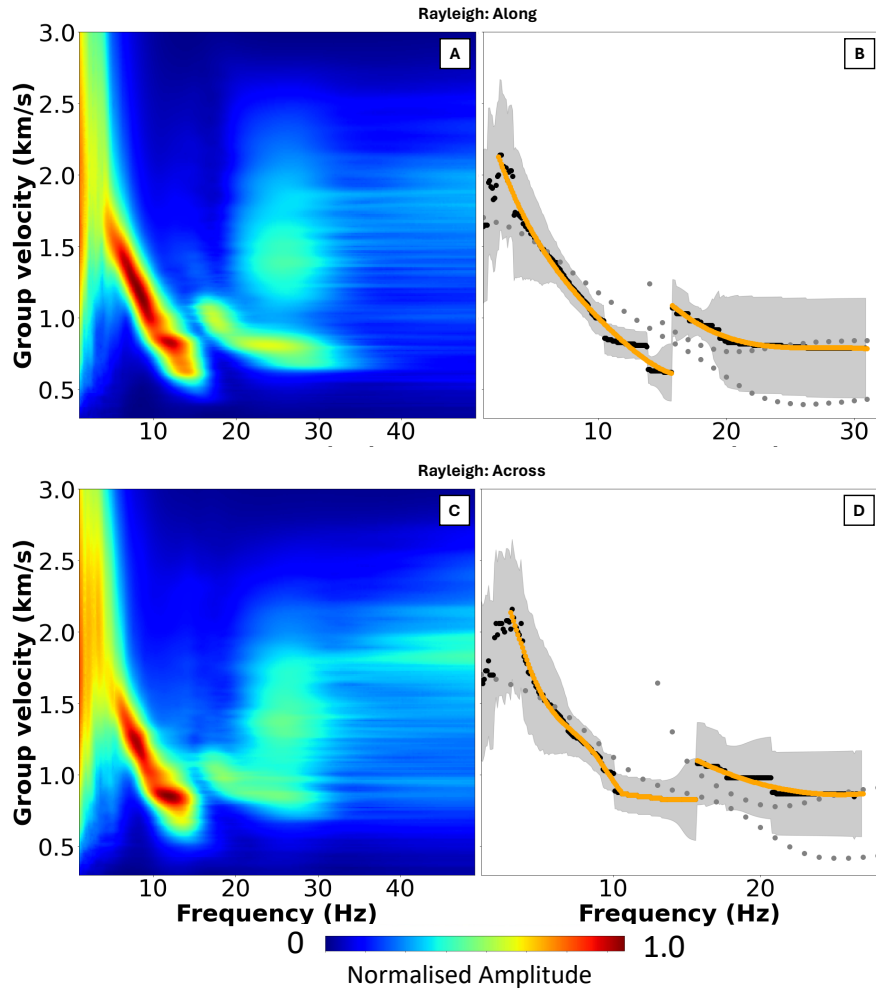 Rayleigh: Along
3.0
2.5
2.0
1.5
1.0
0.5
Group velocity (km/s)
A
B
10 20 30 40
10 20 30
Rayleigh: Across
3.0
2.5
2.0
1.5
1.0
0.5
Group velocity (km/s)
C
D
10 20 30 40
10 20
Frequency (Hz)
Frequency (Hz)
0 1.0
Normalised Amplitude